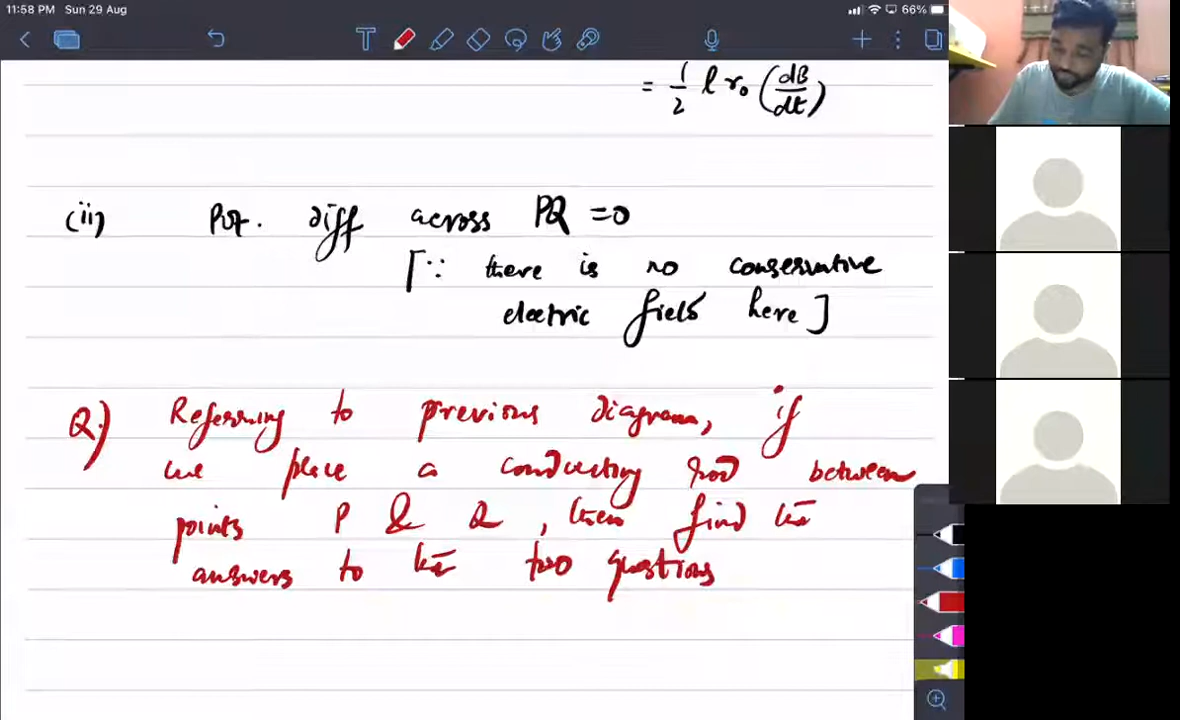 11:58 PM Sun 29 Aug
66%
= 1/2 l r₀ (dB/dt)
(ii) Pot. diff across PQ = 0
[∵ there is no conservative
electric field here]
Q.) Referring to previous diagram, if
we place a conducting rod between
points P & Q, then find the
answers to the two questions